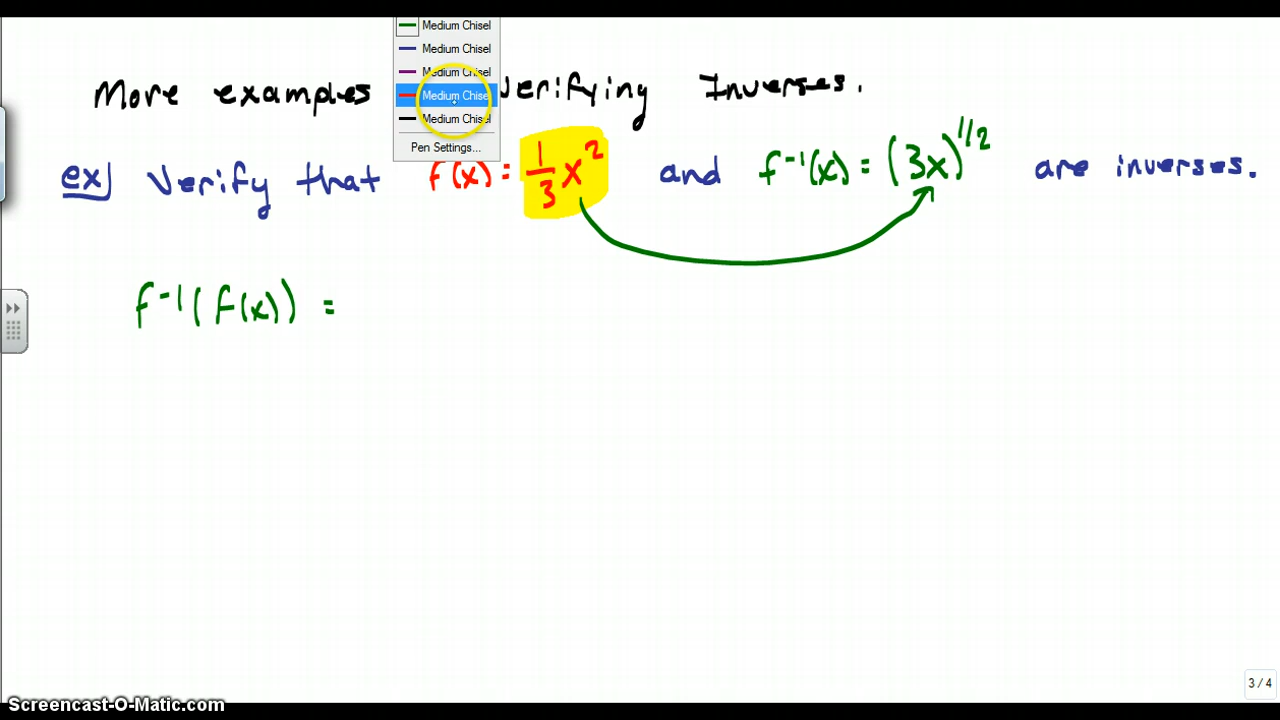 Medium Chisel
Medium Chisel
Medium Chisel
Medium Chisel
Medium Chisel
Pen Settings...
More examples Verifying Inverses.
ex) Verify that f(x) = 1/3 x² and f⁻¹(x) = (3x)^1/2 are inverses.
f⁻¹(f(x)) =
3 / 4
Screencast-O-Matic.com